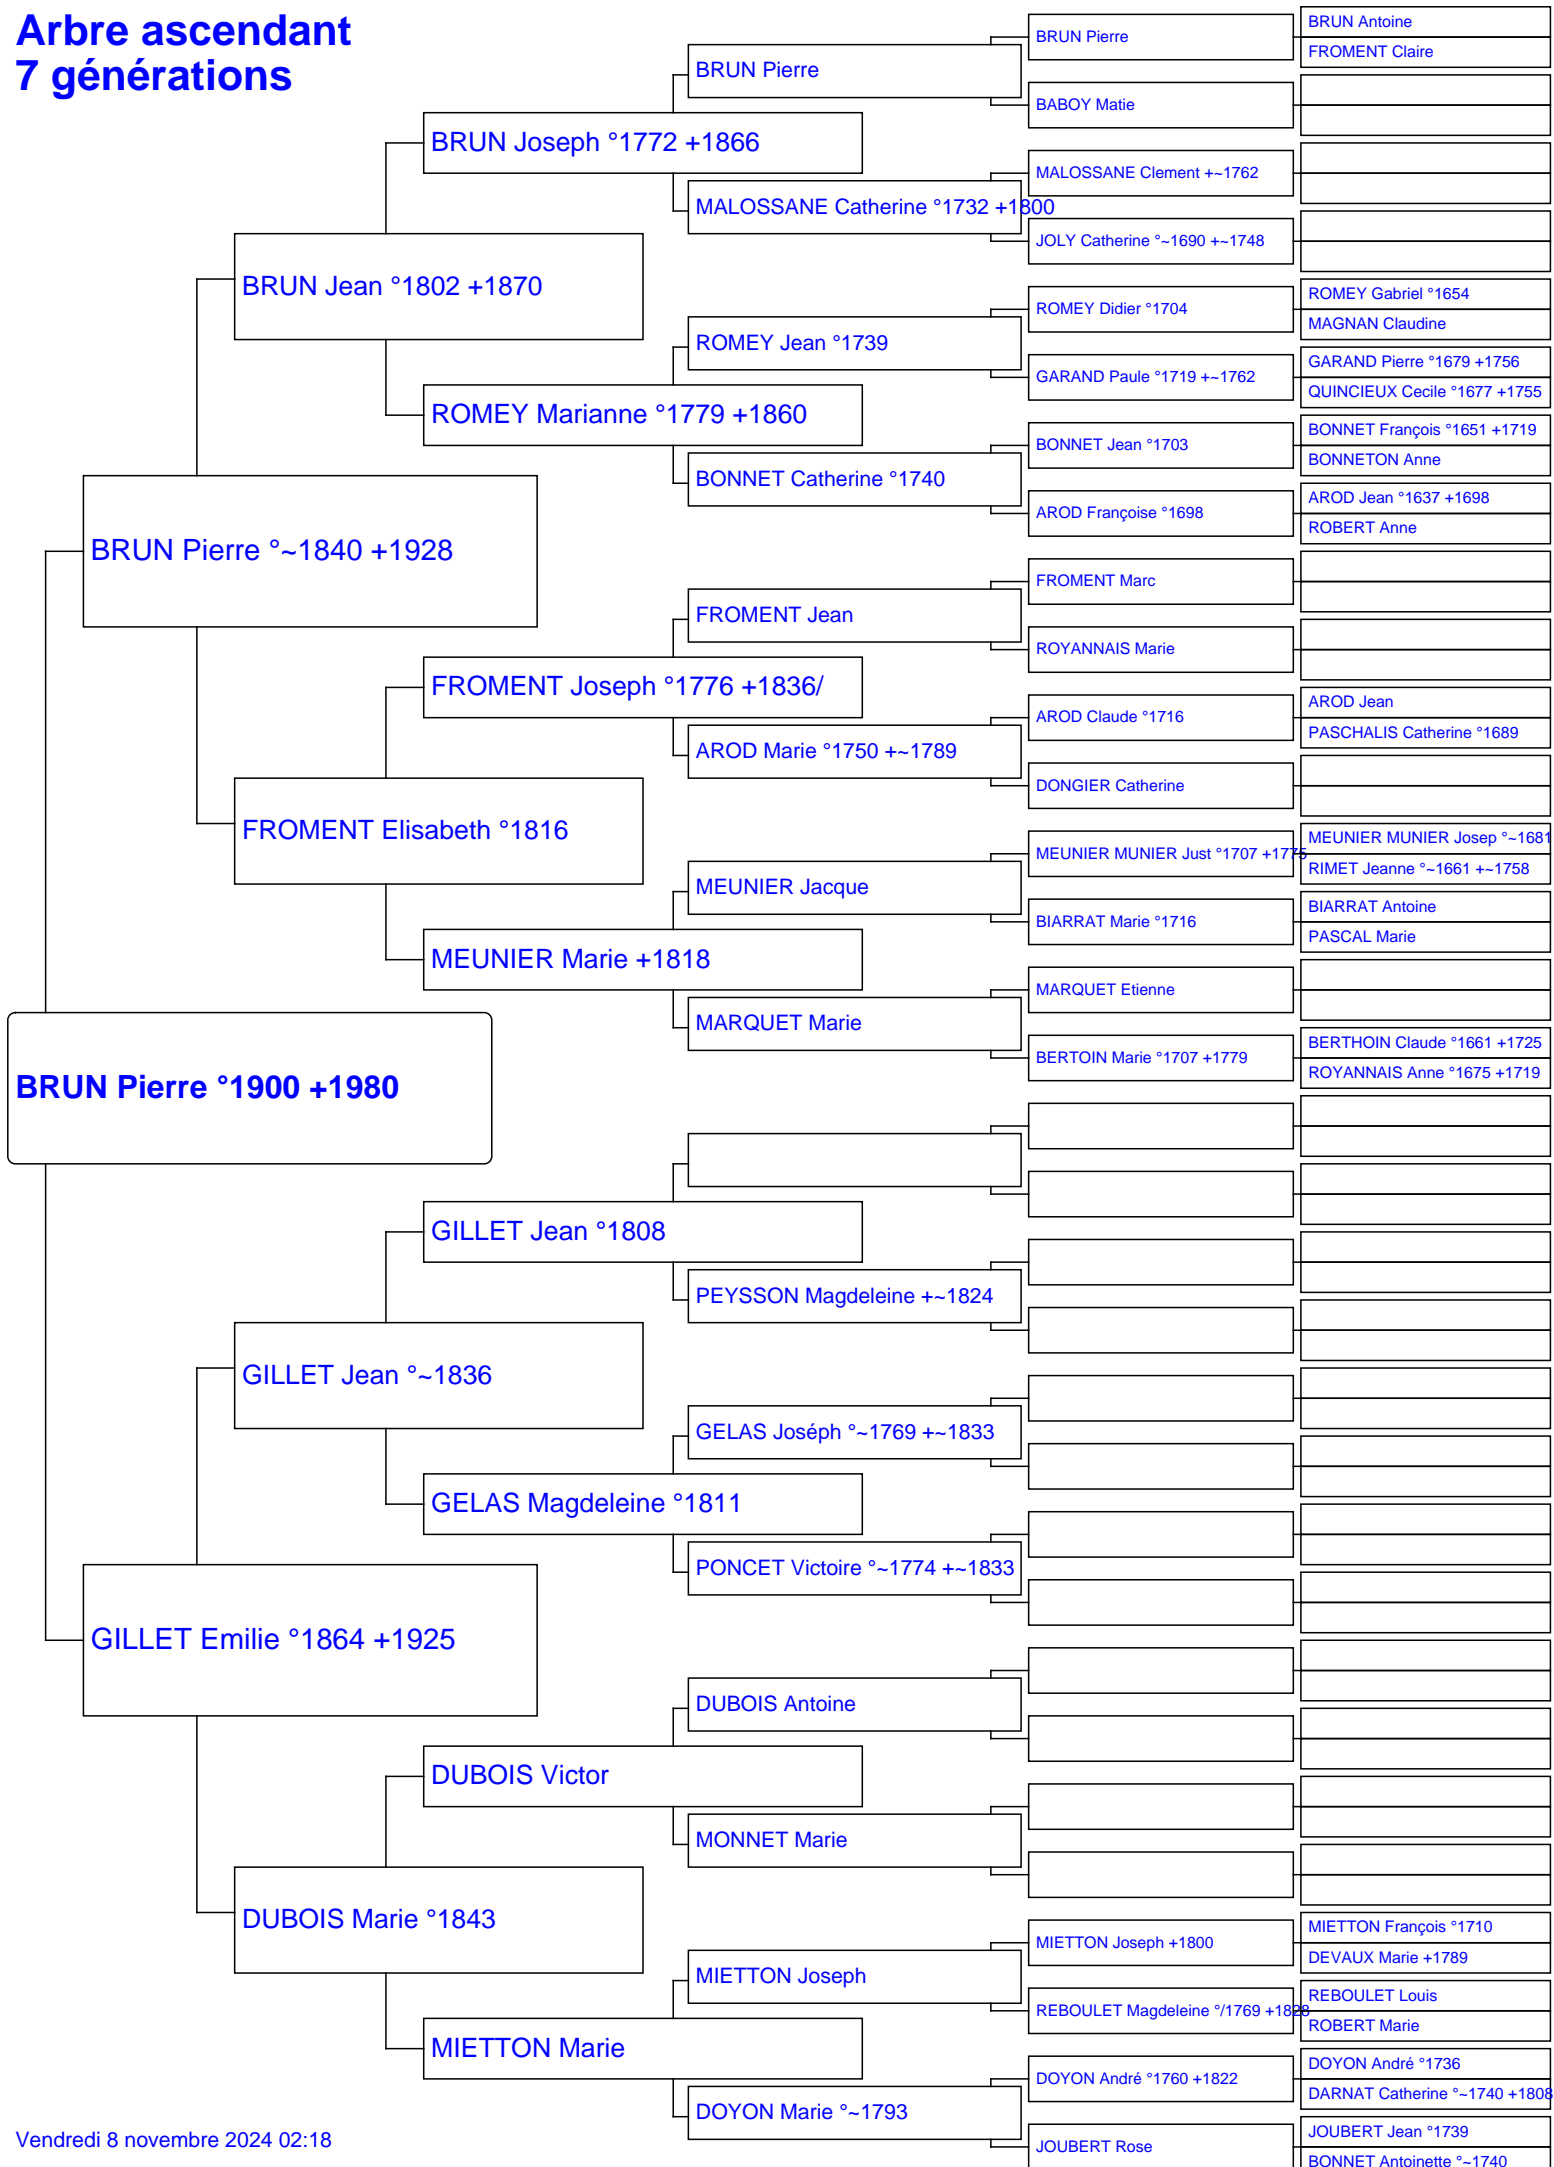 Arbre ascendant
7 générations
BRUN Pierre °1900 +1980
BRUN Pierre °~1840 +1928
GILLET Emilie °1864 +1925
BRUN Jean °1802 +1870
FROMENT Elisabeth °1816
GILLET Jean °~1836
DUBOIS Marie °1843
BRUN Joseph °1772 +1866
ROMEY Marianne °1779 +1860
FROMENT Joseph °1776 +1836/
MEUNIER Marie +1818
GILLET Jean °1808
GELAS Magdeleine °1811
DUBOIS Victor
MIETTON Marie
BRUN Pierre
MALOSSANE Catherine °1732 +1800
ROMEY Jean °1739
BONNET Catherine °1740
FROMENT Jean
AROD Marie °1750 +~1789
MEUNIER Jacque
MARQUET Marie
PEYSSON Magdeleine +~1824
GELAS Joséph °~1769 +~1833
PONCET Victoire °~1774 +~1833
DUBOIS Antoine
MONNET Marie
MIETTON Joseph
DOYON Marie °~1793
BRUN Pierre
BABOY Matie
MALOSSANE Clement +~1762
JOLY Catherine °~1690 +~1748
ROMEY Didier °1704
GARAND Paule °1719 +~1762
BONNET Jean °1703
AROD Françoise °1698
FROMENT Marc
ROYANNAIS Marie
AROD Claude °1716
DONGIER Catherine
MEUNIER MUNIER Just °1707 +1775
BIARRAT Marie °1716
MARQUET Etienne
BERTOIN Marie °1707 +1779
MIETTON Joseph +1800
REBOULET Magdeleine °/1769 +1828
DOYON André °1760 +1822
JOUBERT Rose
BRUN Antoine
FROMENT Claire
ROMEY Gabriel °1654
MAGNAN Claudine
GARAND Pierre °1679 +1756
QUINCIEUX Cecile °1677 +1755
BONNET François °1651 +1719
BONNETON Anne
AROD Jean °1637 +1698
ROBERT Anne
AROD Jean
PASCHALIS Catherine °1689
MEUNIER MUNIER Josep °~1681
RIMET Jeanne °~1661 +~1758
BIARRAT Antoine
PASCAL Marie
BERTHOIN Claude °1661 +1725
ROYANNAIS Anne °1675 +1719
MIETTON François °1710
DEVAUX Marie +1789
REBOULET Louis
ROBERT Marie
DOYON André °1736
DARNAT Catherine °~1740 +1808
JOUBERT Jean °1739
BONNET Antoinette °~1740
Vendredi 8 novembre 2024 02:18